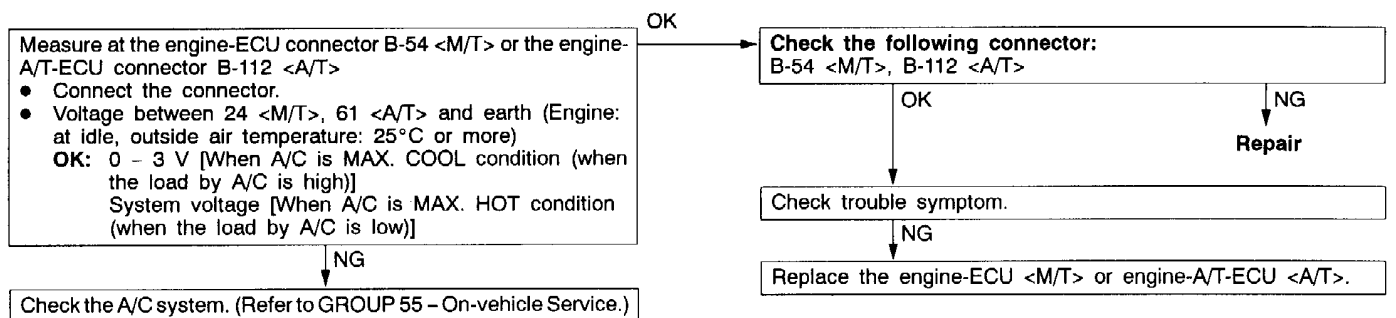 Measure at the engine-ECU connector B-54 <M/T> or the engine-
A/T-ECU connector B-112 <A/T>
● Connect the connector.
● Voltage between 24 <M/T>, 61 <A/T> and earth (Engine:
at idle, outside air temperature: 25°C or more)
OK: 0 – 3 V [When A/C is MAX. COOL condition (when
the load by A/C is high)]
System voltage [When A/C is MAX. HOT condition
(when the load by A/C is low)]
NG
Check the A/C system. (Refer to GROUP 55 – On-vehicle Service.)
OK
Check the following connector:
B-54 <M/T>, B-112 <A/T>
OK
NG
Repair
Check trouble symptom.
NG
Replace the engine-ECU <M/T> or engine-A/T-ECU <A/T>.